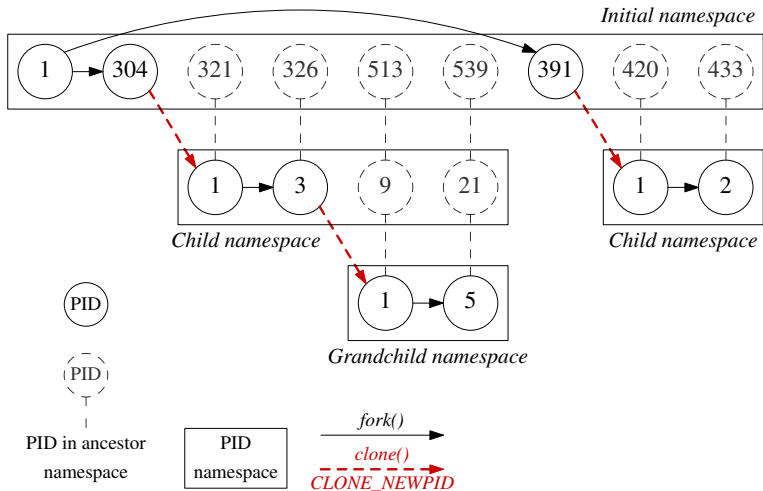 Initial namespace
1 304 321 326 513 539 391 420 433
1 3 9 21 1 2
Child namespace Child namespace
1 5
Grandchild namespace
PID
PID
PID in ancestor
namespace
PID
namespace
fork()
clone()
CLONE_NEWPID